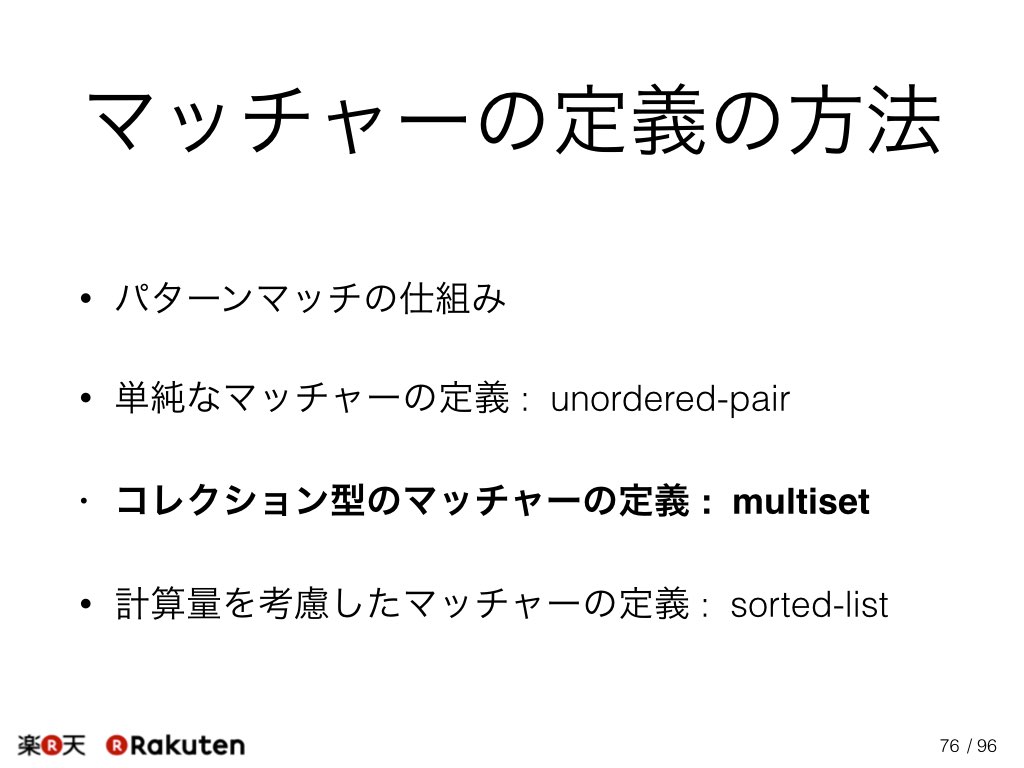 マッチャーの定義の方法
• パターンマッチの仕組み
• 単純なマッチャーの定義： unordered-pair
• コレクション型のマッチャーの定義： multiset
• 計算量を考慮したマッチャーの定義： sorted-list
楽R天 R Rakuten 76 / 96